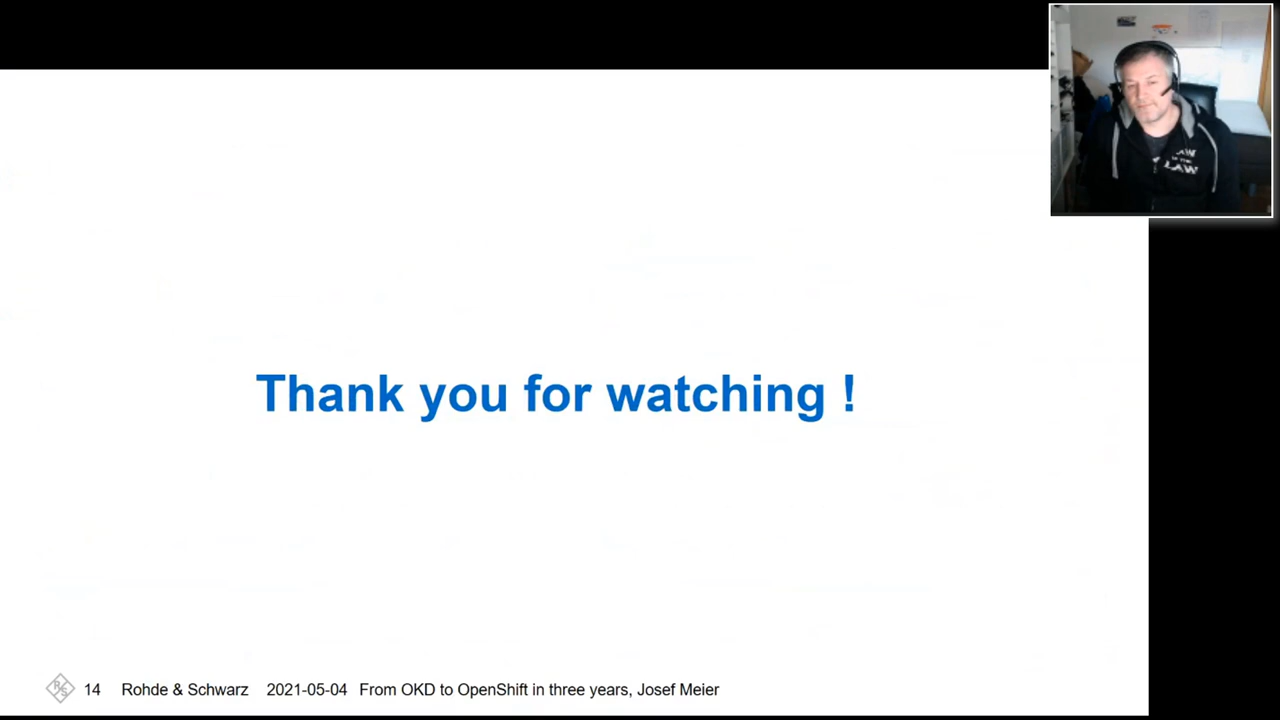 Thank you for watching !
14 Rohde & Schwarz 2021-05-04 From OKD to OpenShift in three years, Josef Meier
LAW